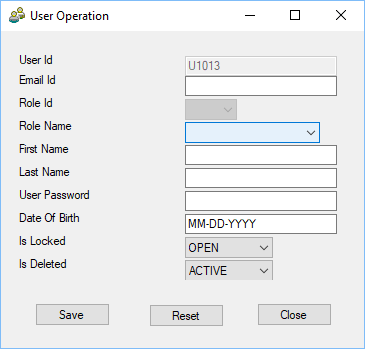 User Operation
User Id U1013
Email Id
Role Id
Role Name
First Name
Last Name
User Password
Date Of Birth MM-DD-YYYY
Is Locked OPEN
Is Deleted ACTIVE
Save Reset Close